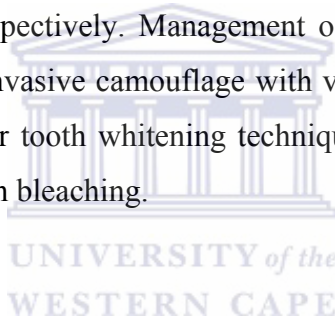 pectively. Management o
nvasive camouflage with v
r tooth whitening techniqu
n bleaching.
UNIVERSITY of the
WESTERN CAPE